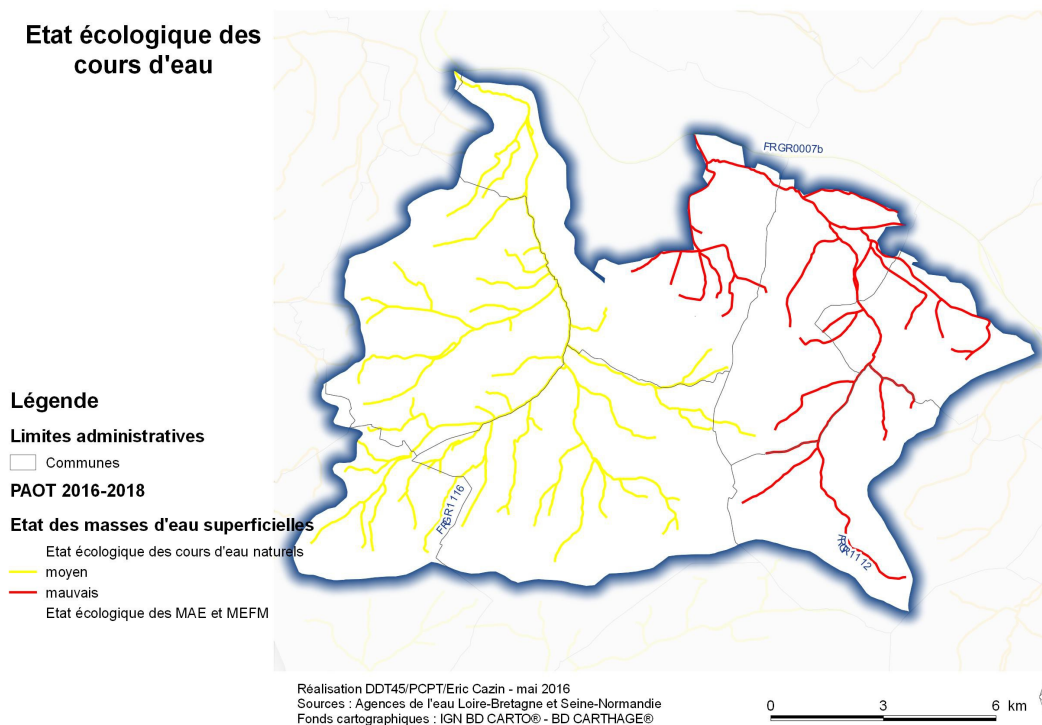 Etat écologique des
cours d'eau
FRGR0007b
Légende
Limites administratives
Communes
PAOT 2016-2018
Etat des masses d'eau superficielles
Etat écologique des cours d'eau naturels
moyen
mauvais
Etat écologique des MAE et MEFM
FRGR1116
FRGR1112
Réalisation DDT45/PCPT/Eric Cazin - mai 2016
Sources : Agences de l'eau Loire-Bretagne et Seine-Normandie
Fonds cartographiques : IGN BD CARTO® - BD CARTHAGE®
0 3 6 km